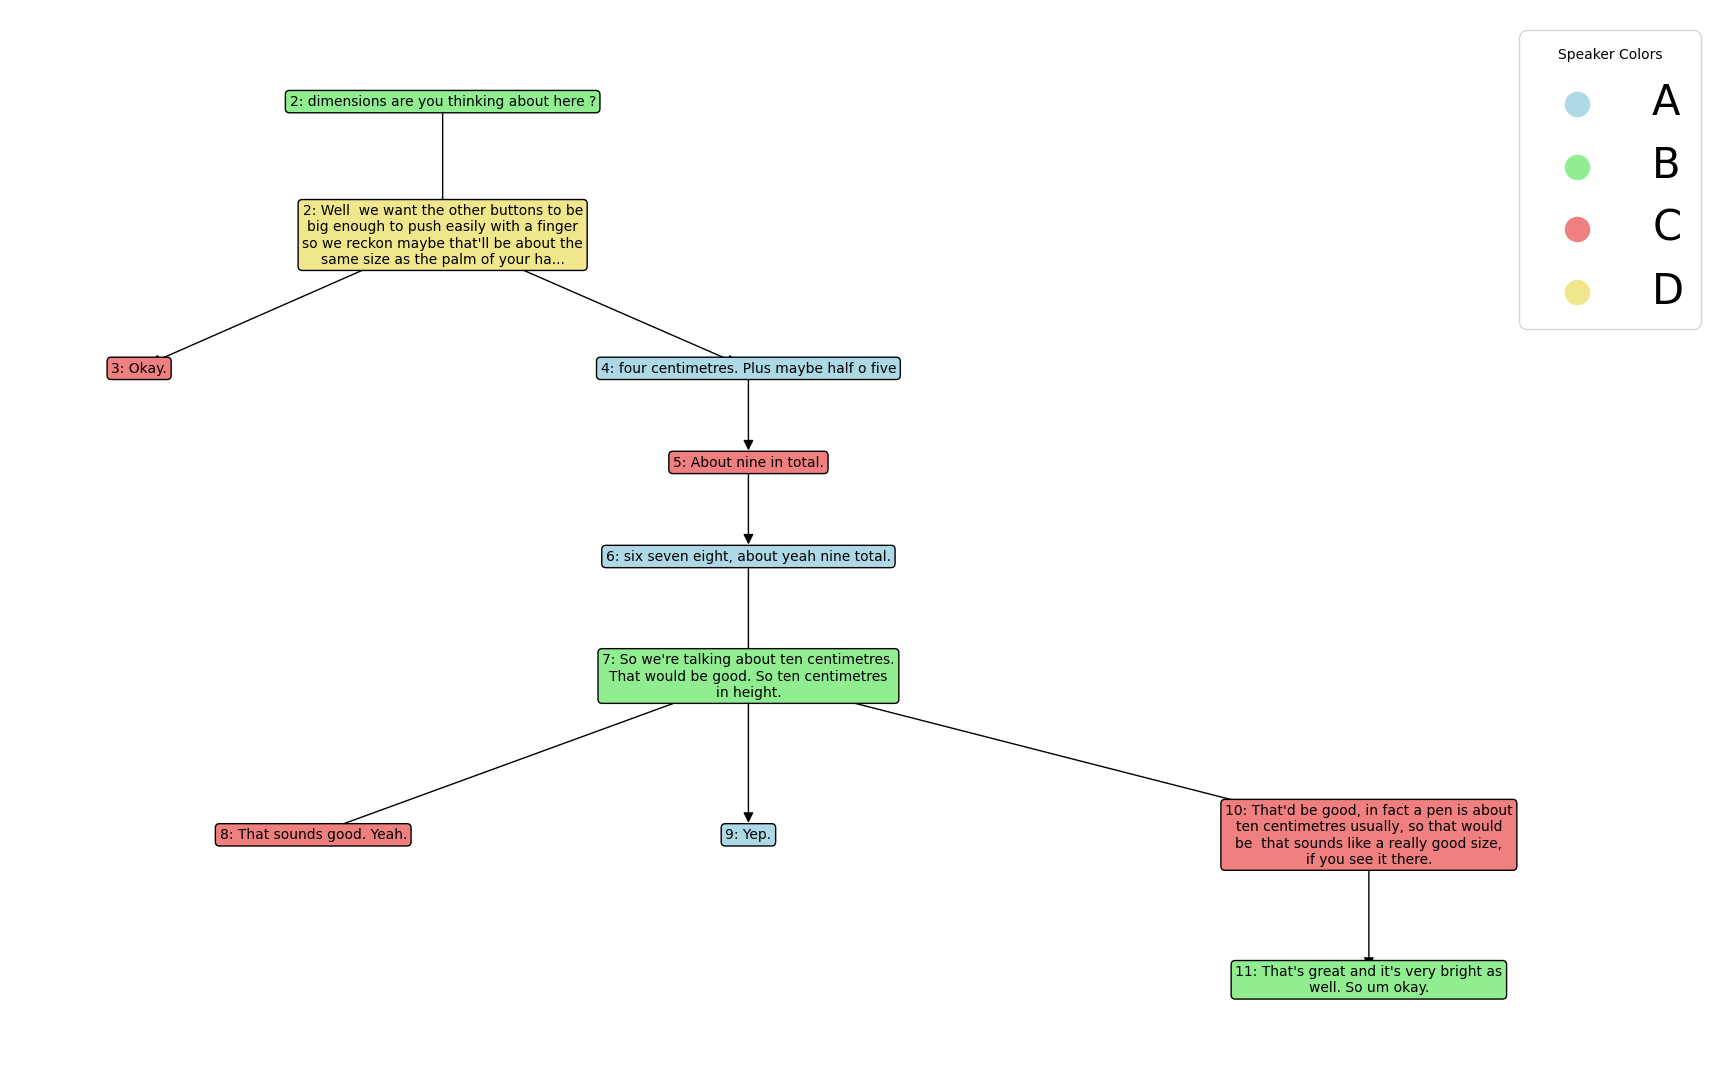 Speaker Colors
A
B
C
D
2: dimensions are you thinking about here ?
2: Well  we want the other buttons to be
big enough to push easily with a finger
so we reckon maybe that'll be about the
same size as the palm of your ha...
3: Okay.
4: four centimetres. Plus maybe half o five
5: About nine in total.
6: six seven eight, about yeah nine total.
7: So we're talking about ten centimetres.
That would be good. So ten centimetres
in height.
8: That sounds good. Yeah.
9: Yep.
10: That'd be good, in fact a pen is about
ten centimetres usually, so that would
be  that sounds like a really good size,
if you see it there.
11: That's great and it's very bright as
well. So um okay.